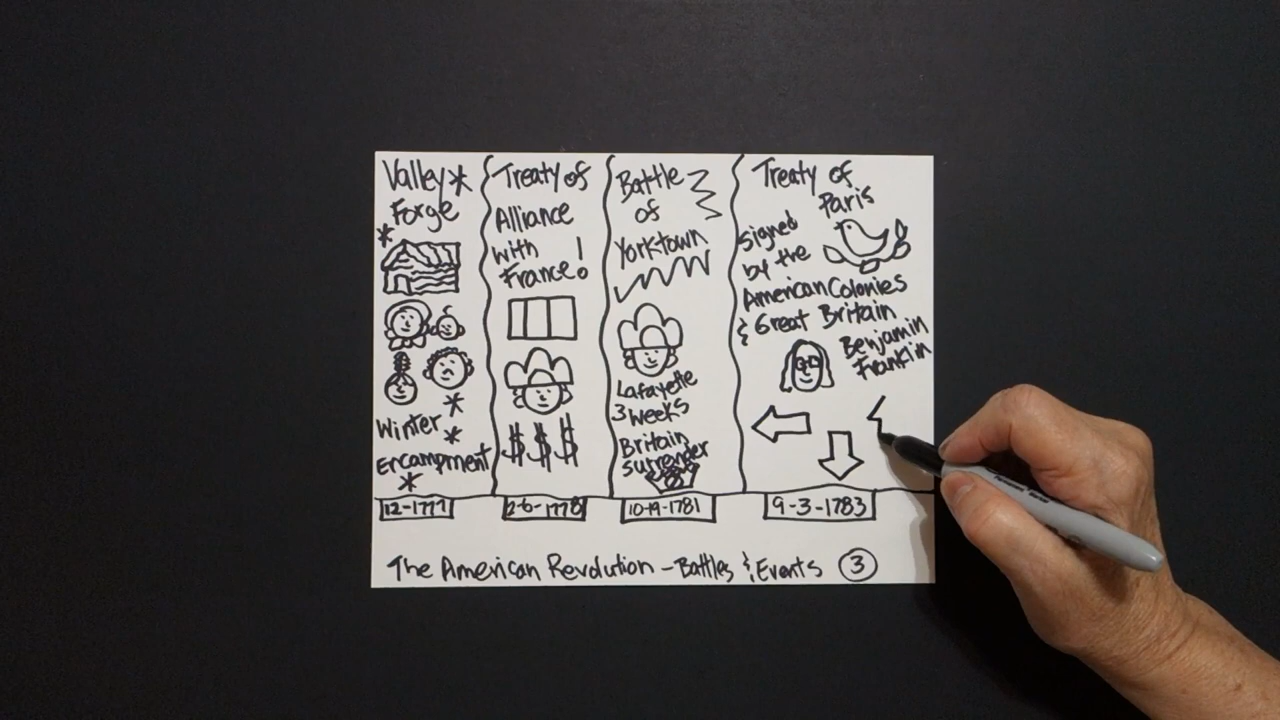 Valley
Forge
Winter
Encampment
12-1777
Treaty of
Alliance
with
France!
$$$
2-6-1778
Battle
of
Yorktown
Lafayette
3 weeks
Britain
surrender
10-19-1781
Treaty of
Paris
Signed
by the
American Colonies
& Great Britain
Benjamin
Franklin
9-3-1783
The American Revolution - Battles & Events 3